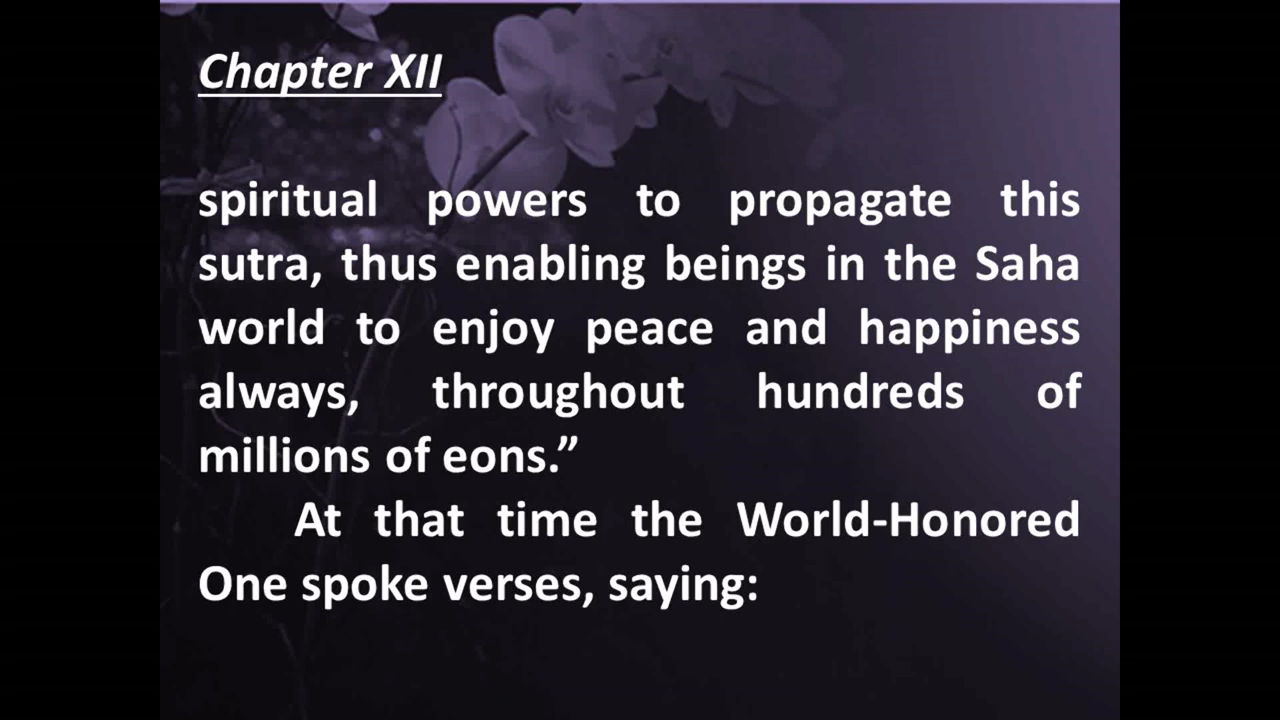 Chapter XII
spiritual powers to propagate this
sutra, thus enabling beings in the Saha
world to enjoy peace and happiness
always, throughout hundreds of
millions of eons.”
At that time the World-Honored
One spoke verses, saying: